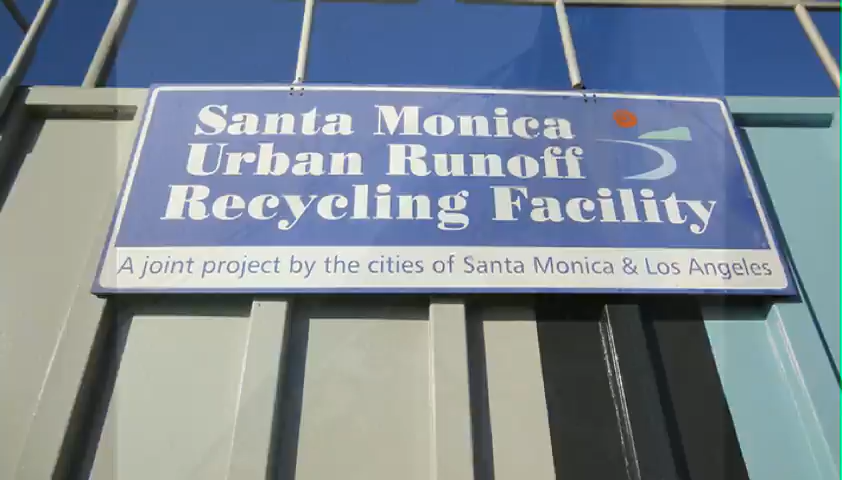 Santa Monica
Urban Runoff
Recycling Facility
A joint project by the cities of Santa Monica & Los Angeles